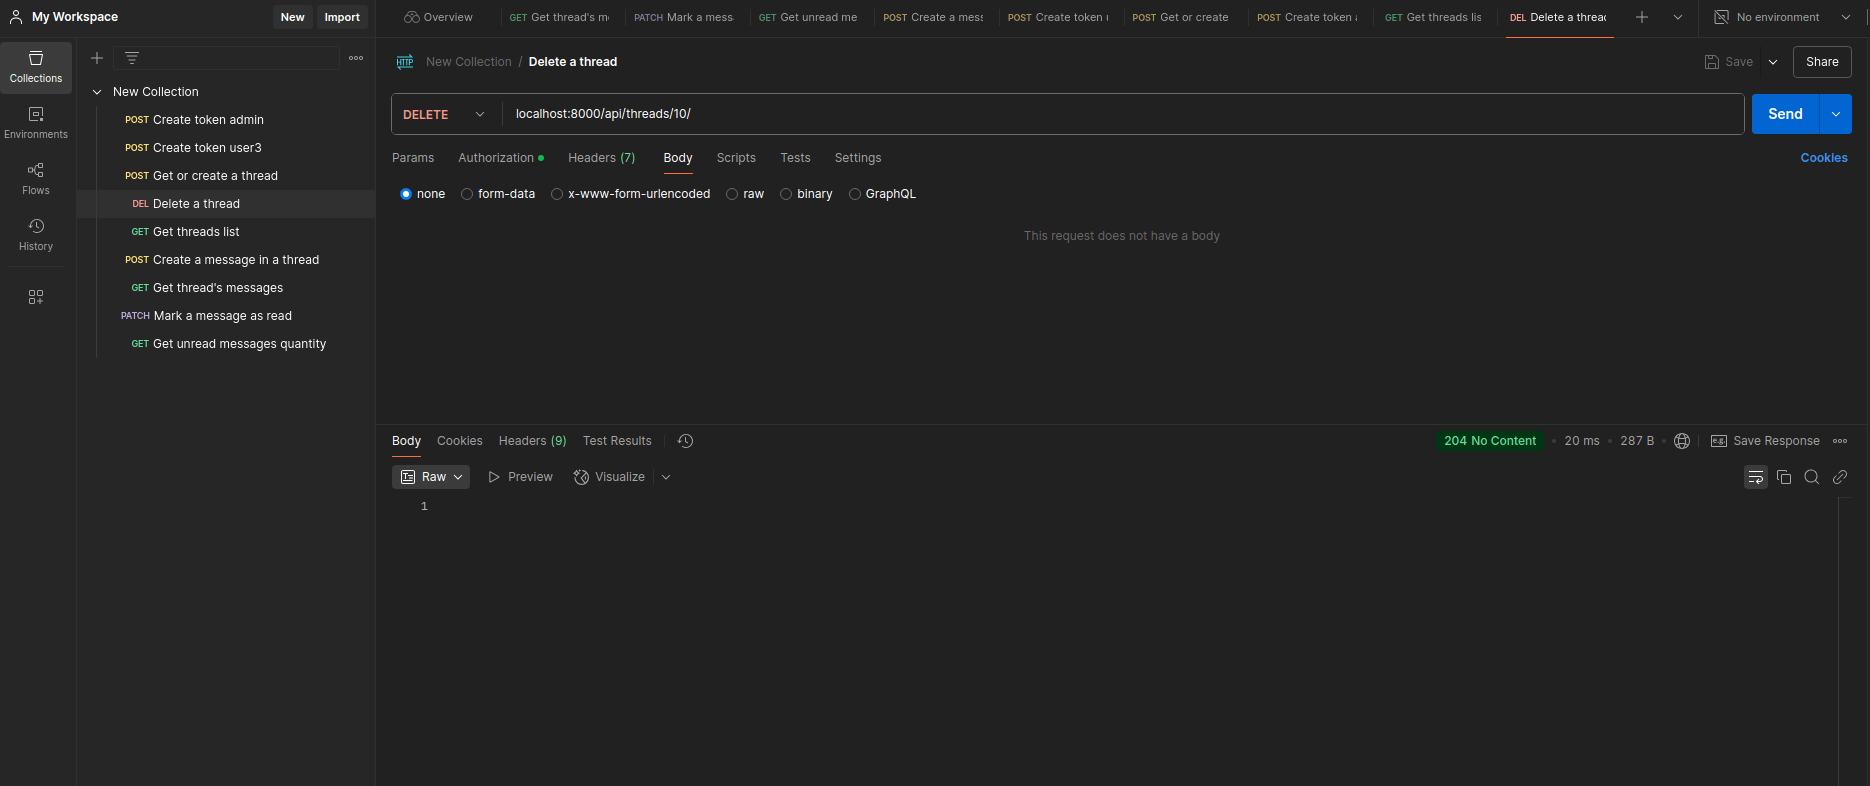 My Workspace
New
Import
Overview
GET Get thread's m
PATCH Mark a mess
GET Get unread me
POST Create a mess
POST Create token
POST Get or create
POST Create token
GET Get threads lis
DEL Delete a threa
No environment
Collections
Environments
Flows
History
New Collection
POST Create token admin
POST Create token user3
POST Get or create a thread
DEL Delete a thread
GET Get threads list
POST Create a message in a thread
GET Get thread's messages
PATCH Mark a message as read
GET Get unread messages quantity
HTTP New Collection / Delete a thread
Save
Share
DELETE localhost:8000/api/threads/10/
Send
Params Authorization Headers (7) Body Scripts Tests Settings
Cookies
none form-data x-www-form-urlencoded raw binary GraphQL
This request does not have a body
Body Cookies Headers (9) Test Results
204 No Content • 20 ms • 287 B •
e.g. Save Response
Raw Preview Visualize
1